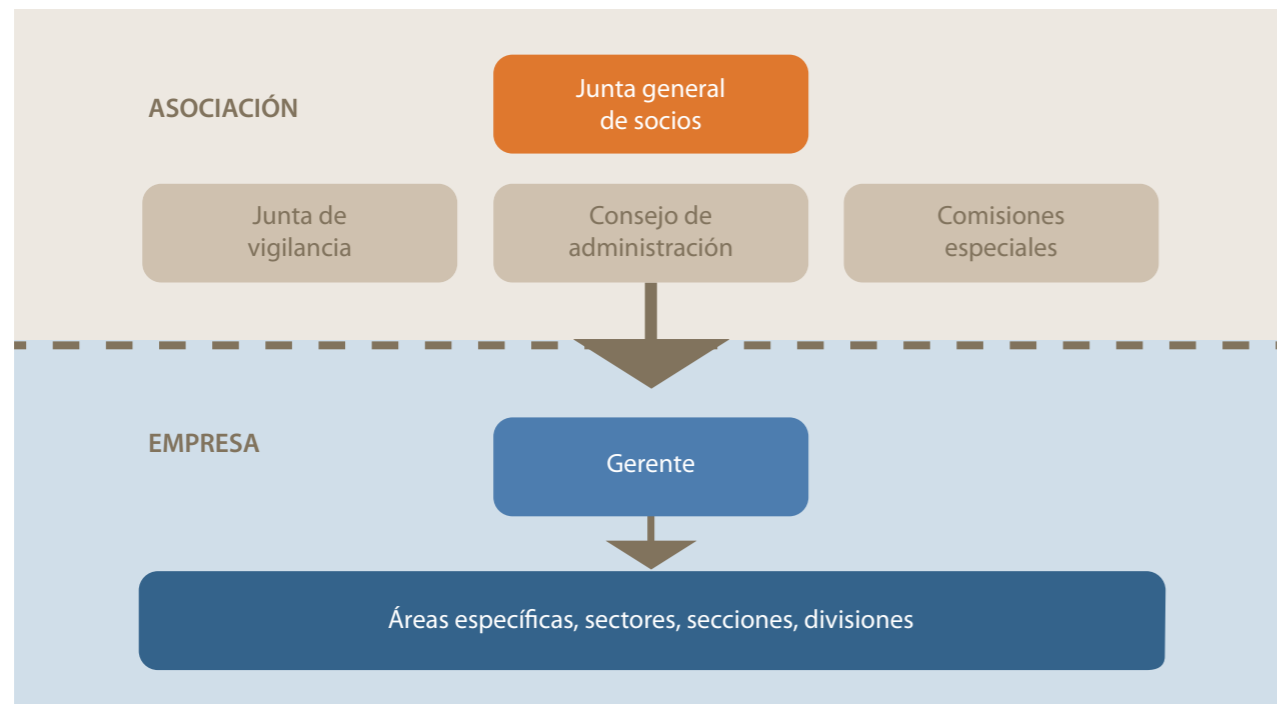 ASOCIACIÓN
Junta general
de socios
Junta de
vigilancia
Consejo de
administración
Comisiones
especiales
EMPRESA
Gerente
Áreas específicas, sectores, secciones, divisiones